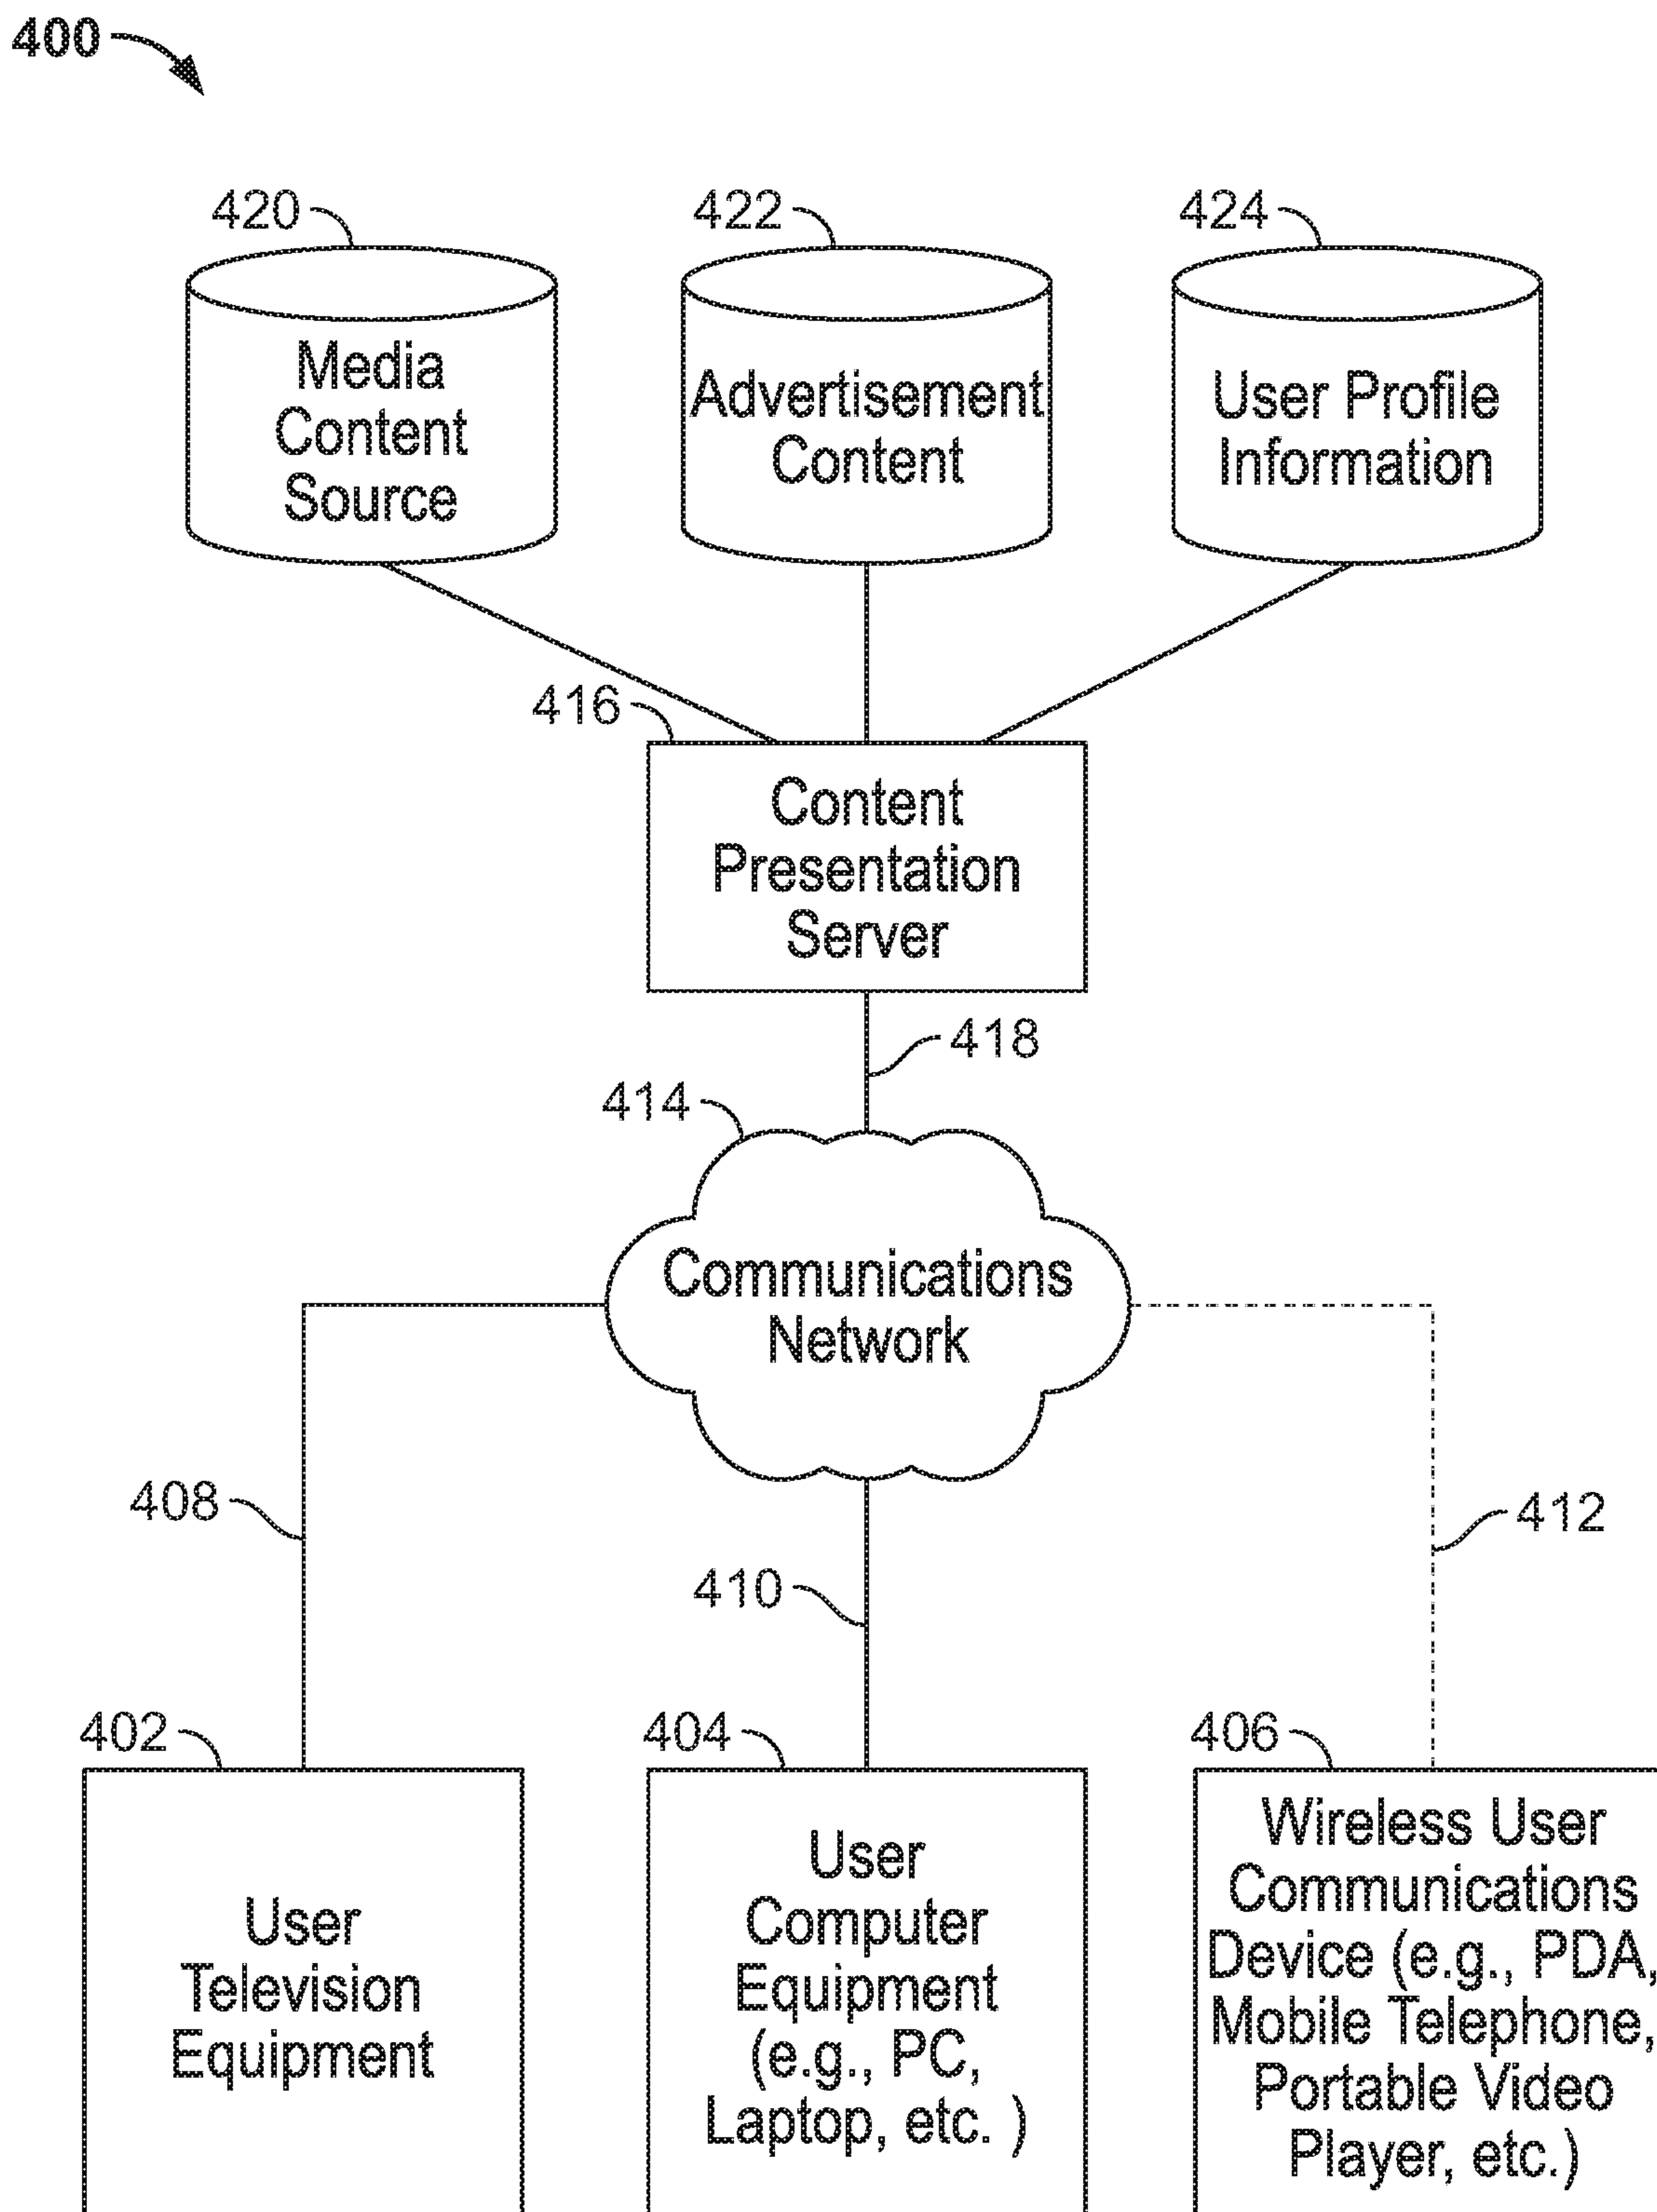 400
420
422
424
Media
Content
Source
Advertisement
Content
User Profile
Information
416
Content
Presentation
Server
418
414
Communications
Network
408
410
412
402
404
406
User
Television
Equipment
User
Computer
Equipment
(e.g., PC,
Laptop, etc. )
Wireless User
Communications
Device (e.g., PDA,
Mobile Telephone,
Portable Video
Player, etc.)